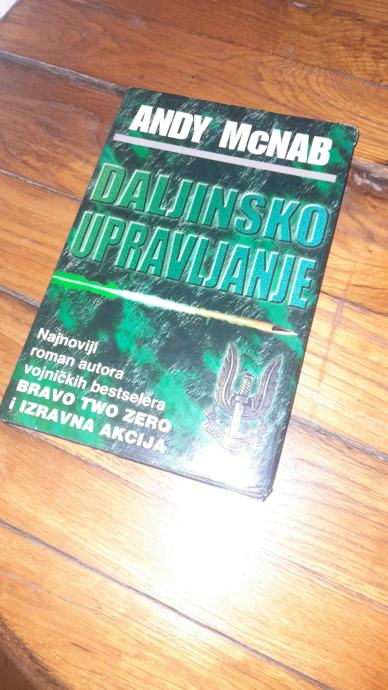 ANDY McNAB
DALJINSKO
UPRAVLJANJE
Najnoviji
roman autora
vojničkih bestselera
BRAVO TWO ZERO
i IZRAVNA AKCIJA